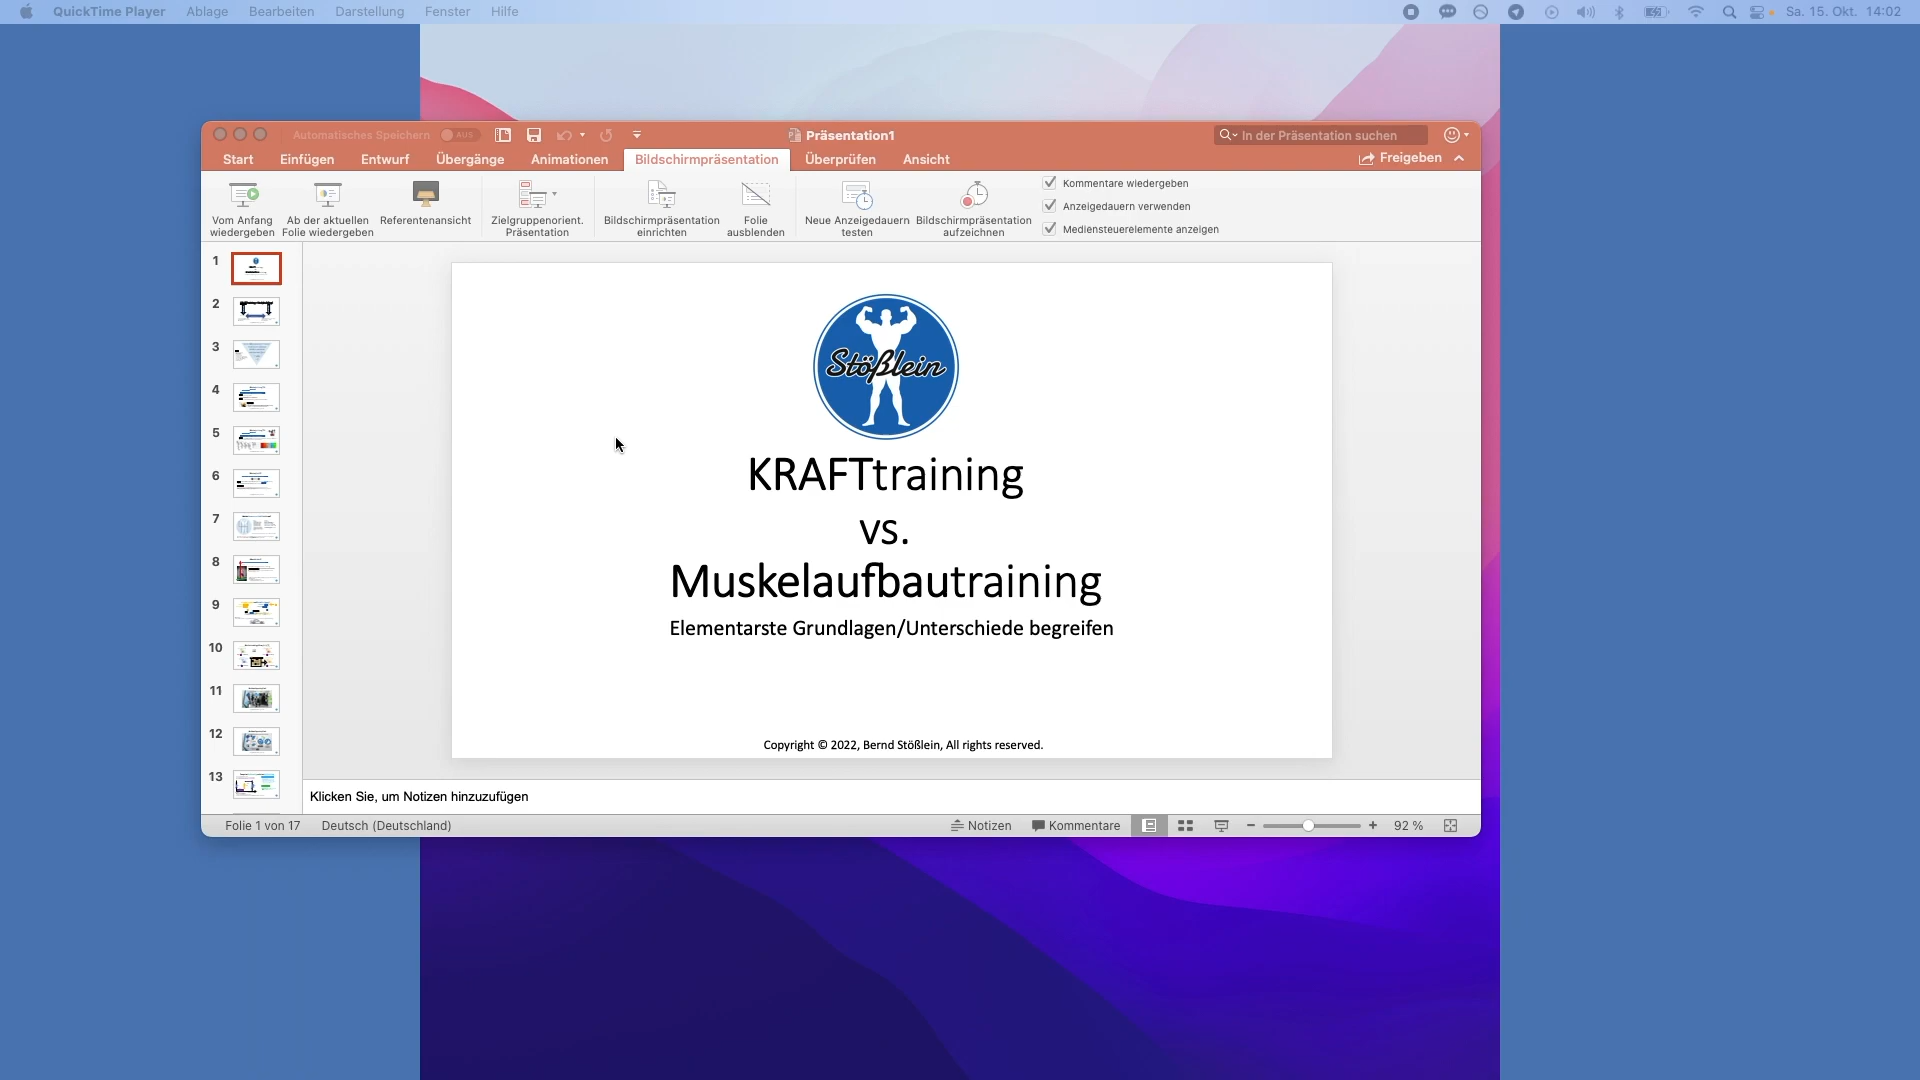 QuickTime Player Ablage Bearbeiten Darstellung Fenster Hilfe Sa. 15. Okt. 14:02
Automatisches Speichern AUS Präsentation1 In der Präsentation suchen
Start Einfügen Entwurf Übergänge Animationen Bildschirmpräsentation Überprüfen Ansicht Freigeben
Vom Anfang wiedergeben
Ab der aktuellen Folie wiedergeben
Referentenansicht
Zielgruppenorient. Präsentation
Bildschirmpräsentation einrichten
Folie ausblenden
Neue Anzeigedauern testen
Bildschirmpräsentation aufzeichnen
Kommentare wiedergeben
Anzeigedauern verwenden
Mediensteuerelemente anzeigen
1
2
3
4
5
6
7
8
9
10
11
12
13
Stößlein
KRAFTtraining
vs.
Muskelaufbautraining
Elementarste Grundlagen/Unterschiede begreifen
Copyright © 2022, Bernd Stößlein, All rights reserved.
Klicken Sie, um Notizen hinzuzufügen
Folie 1 von 17 Deutsch (Deutschland) Notizen Kommentare 92 %